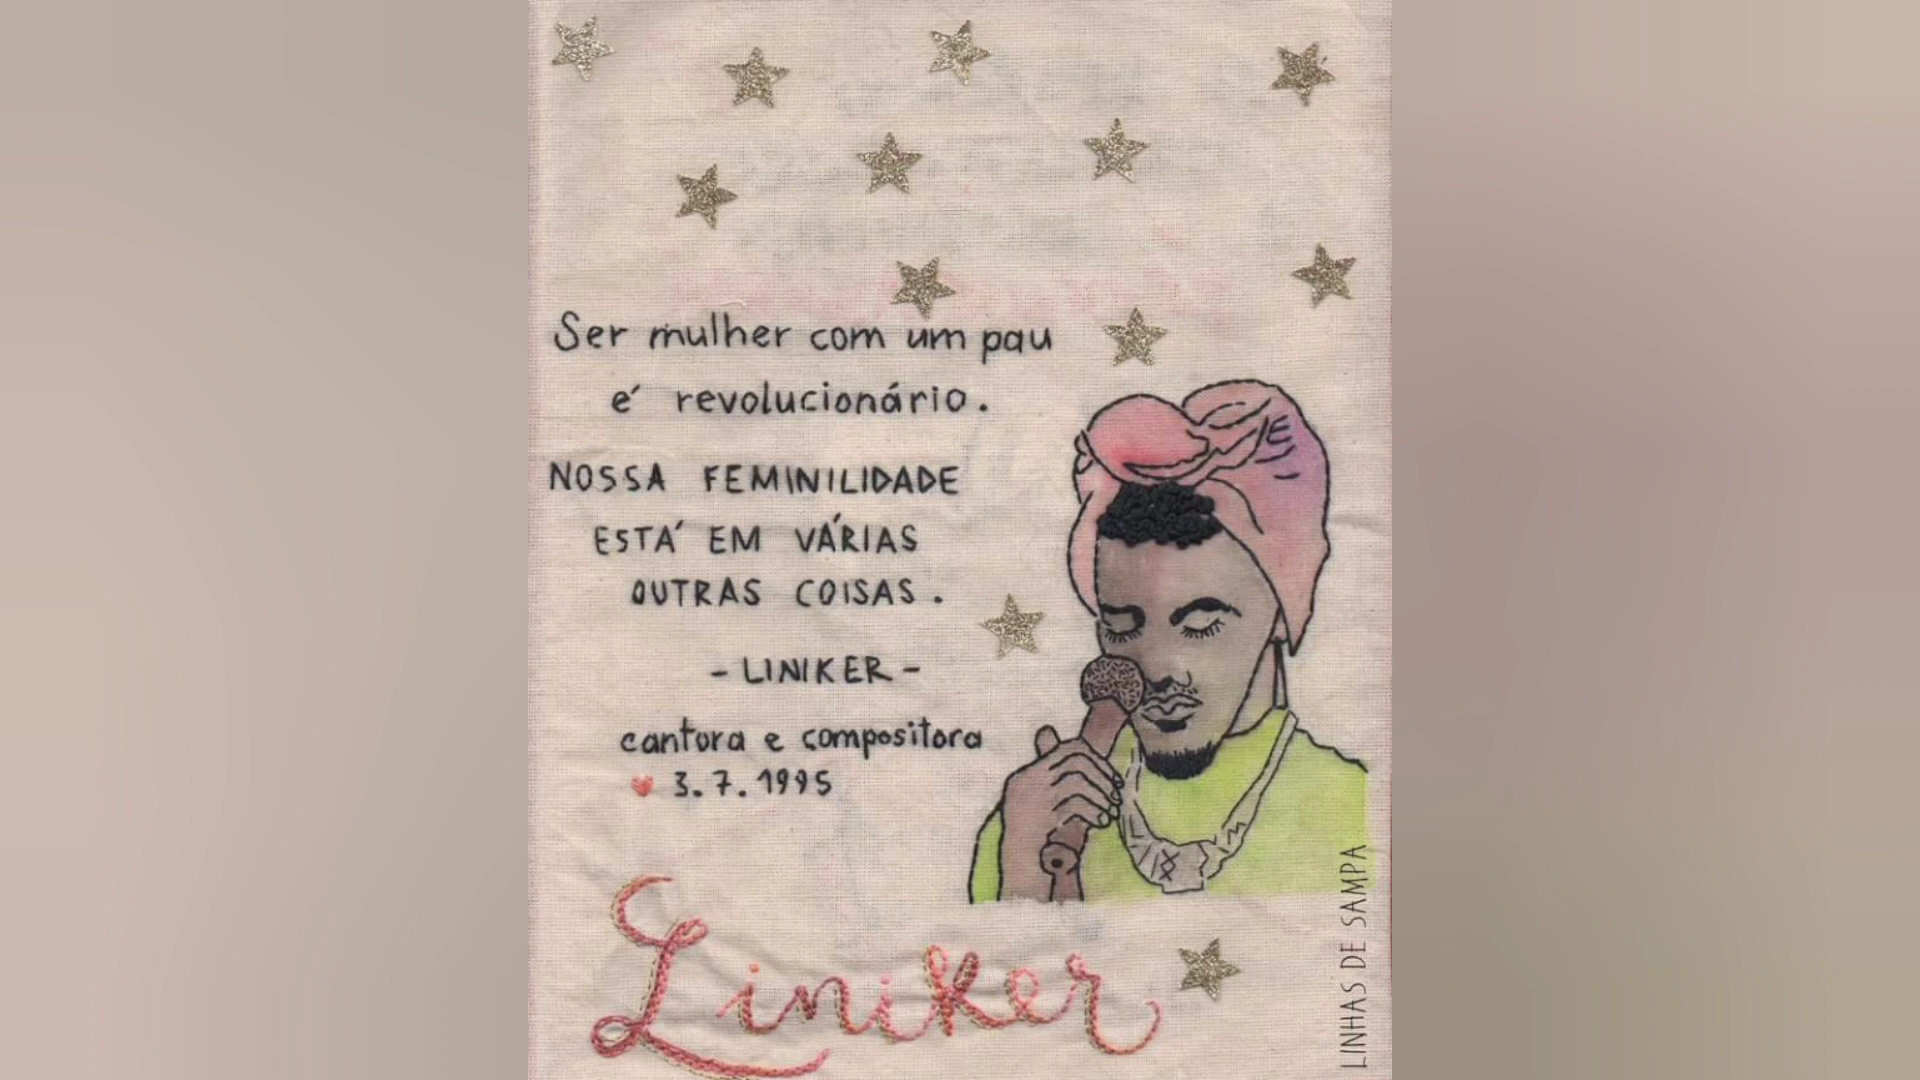 Ser mulher com um pau
é revolucionário.
NOSSA FEMINILIDADE
ESTÁ EM VÁRIAS
OUTRAS COISAS.
- LINIKER -
cantora e compositora
3.7.1995
Liniker
LINHAS DE SAMPA